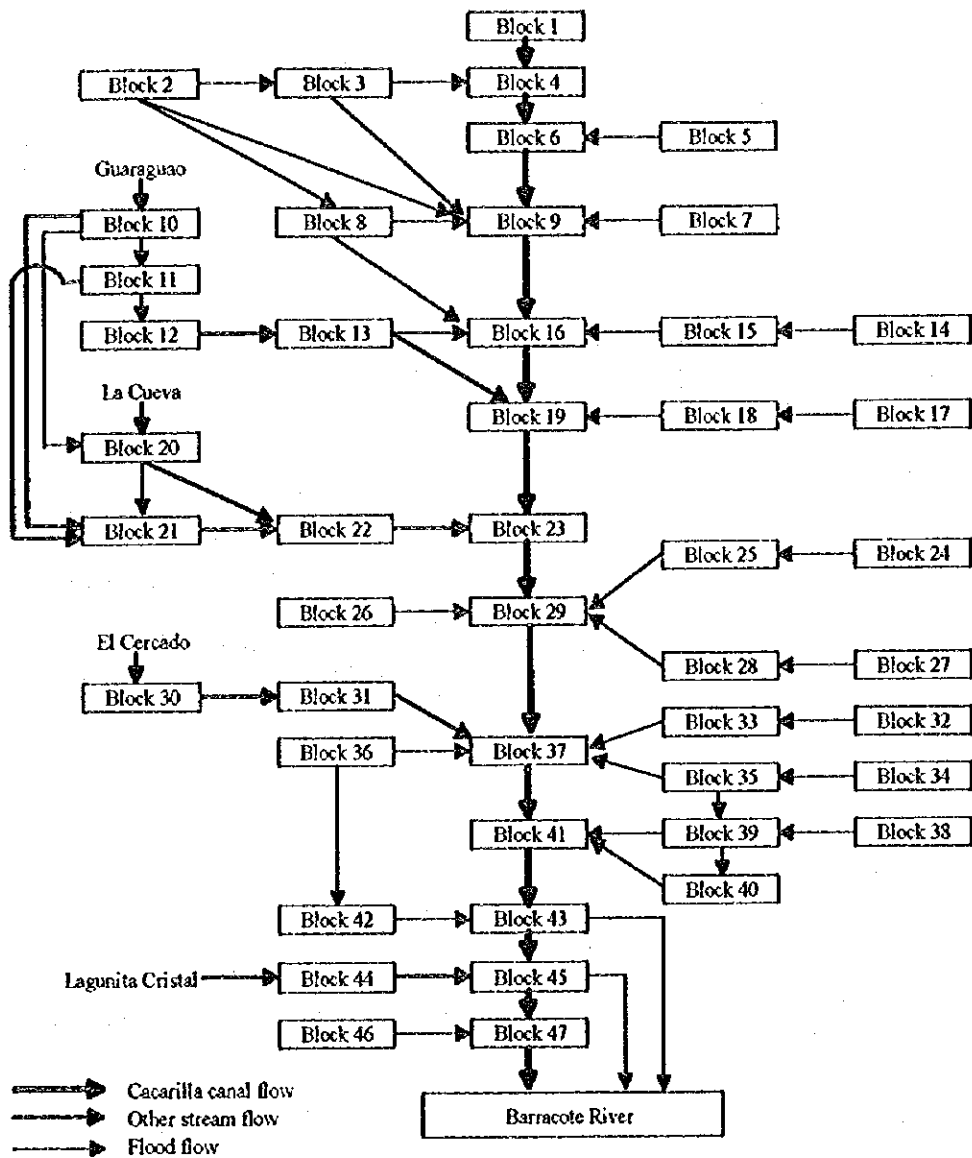 Block 1
Block 2
Block 3
Block 4
Block 6
Block 5
Guaraguao
Block 10
Block 8
Block 9
Block 7
Block 11
Block 12
Block 13
Block 16
Block 15
Block 14
La Cueva
Block 19
Block 18
Block 17
Block 20
Block 21
Block 22
Block 23
Block 25
Block 24
Block 26
Block 29
El Cercado
Block 28
Block 27
Block 30
Block 31
Block 33
Block 32
Block 36
Block 37
Block 35
Block 34
Block 41
Block 39
Block 38
Block 40
Block 42
Block 43
Lagunita Cristal
Block 44
Block 45
Block 46
Block 47
Cacarilla canal flow
Other stream flow
Flood flow
Barracote River